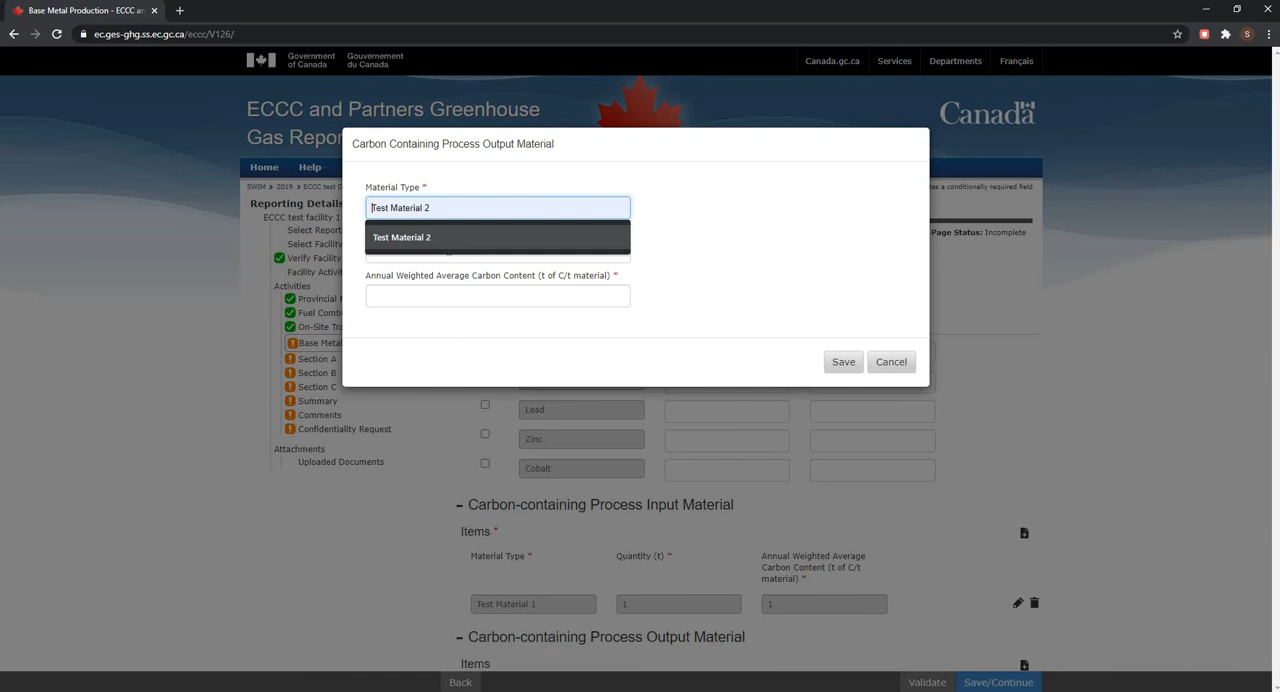 Base Metal Production - ECCC an
ec.ges-ghg.ss.ec.gc.ca/eccc/V126/
S
Government
of Canada
Gouvernement
du Canada
Canada.gc.ca
Services
Departments
Français
ECCC and Partners Greenhouse
Gas Repor
Canada
Home
Help
SWIM > 2019 > ECCC test D
es a conditionally required field
Reporting Details
Page Status: Incomplete
ECCC test facility 1
Select Report
Select Facility
Verify Facility
Facility Activi
Activities
Provincial R
Fuel Comb
On-Site Tra
Base Metal
Section A
Section B
Section C
Summary
Comments
Confidentiality Request
Attachments
Uploaded Documents
Carbon Containing Process Output Material
Material Type *
Test Material 2
Test Material 2
Annual Weighted Average Carbon Content (t of C/t material) *
Save
Cancel
Lead
Zinc
Cobalt
− Carbon-containing Process Input Material
Items *
Material Type *
Quantity (t) *
Annual Weighted Average
Carbon Content (t of C/t
material) *
Test Material 1
1
1
− Carbon-containing Process Output Material
Items
Back
Validate
Save/Continue